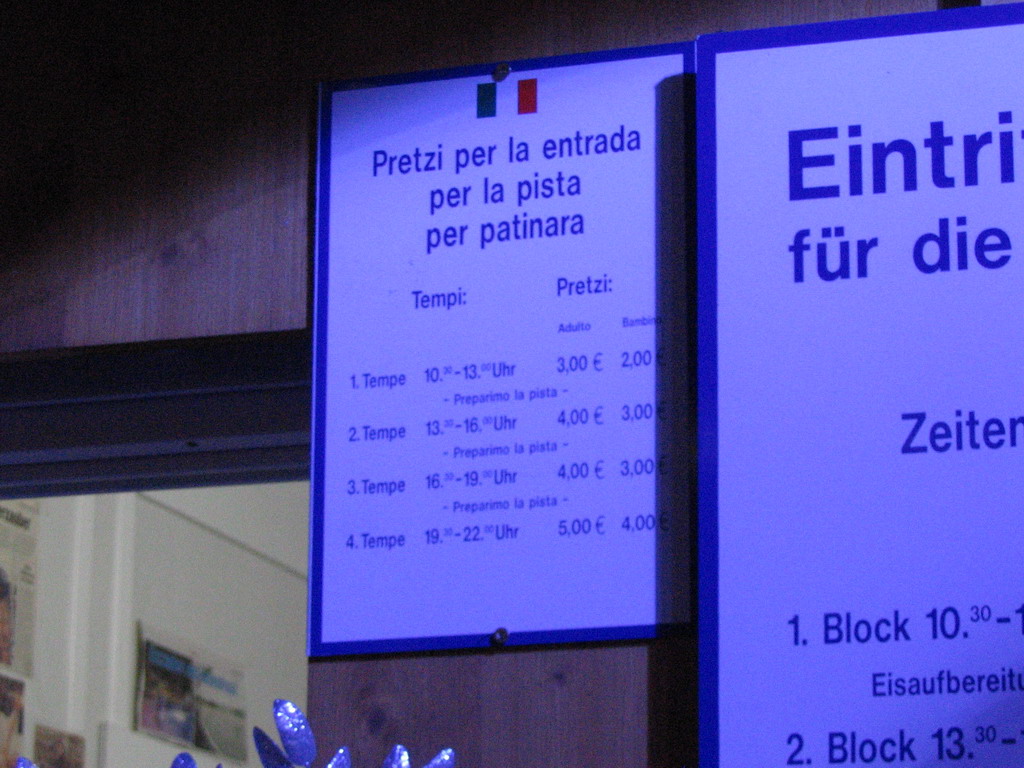 Pretzi per la entrada
per la pista
per patinara
Tempi: Pretzi:
Adulto Bambini
1. Tempe 10.30-13.00 Uhr 3,00 € 2,00 €
- Preparimo la pista -
2. Tempe 13.30-16.00 Uhr 4,00 € 3,00 €
- Preparimo la pista -
3. Tempe 16.30-19.00 Uhr 4,00 € 3,00 €
- Preparimo la pista -
4. Tempe 19.30-22.00 Uhr 5,00 € 4,00 €
Eintri
für die
Zeiten
1. Block 10.30-1
Eisaufbereitu
2. Block 13.30-1